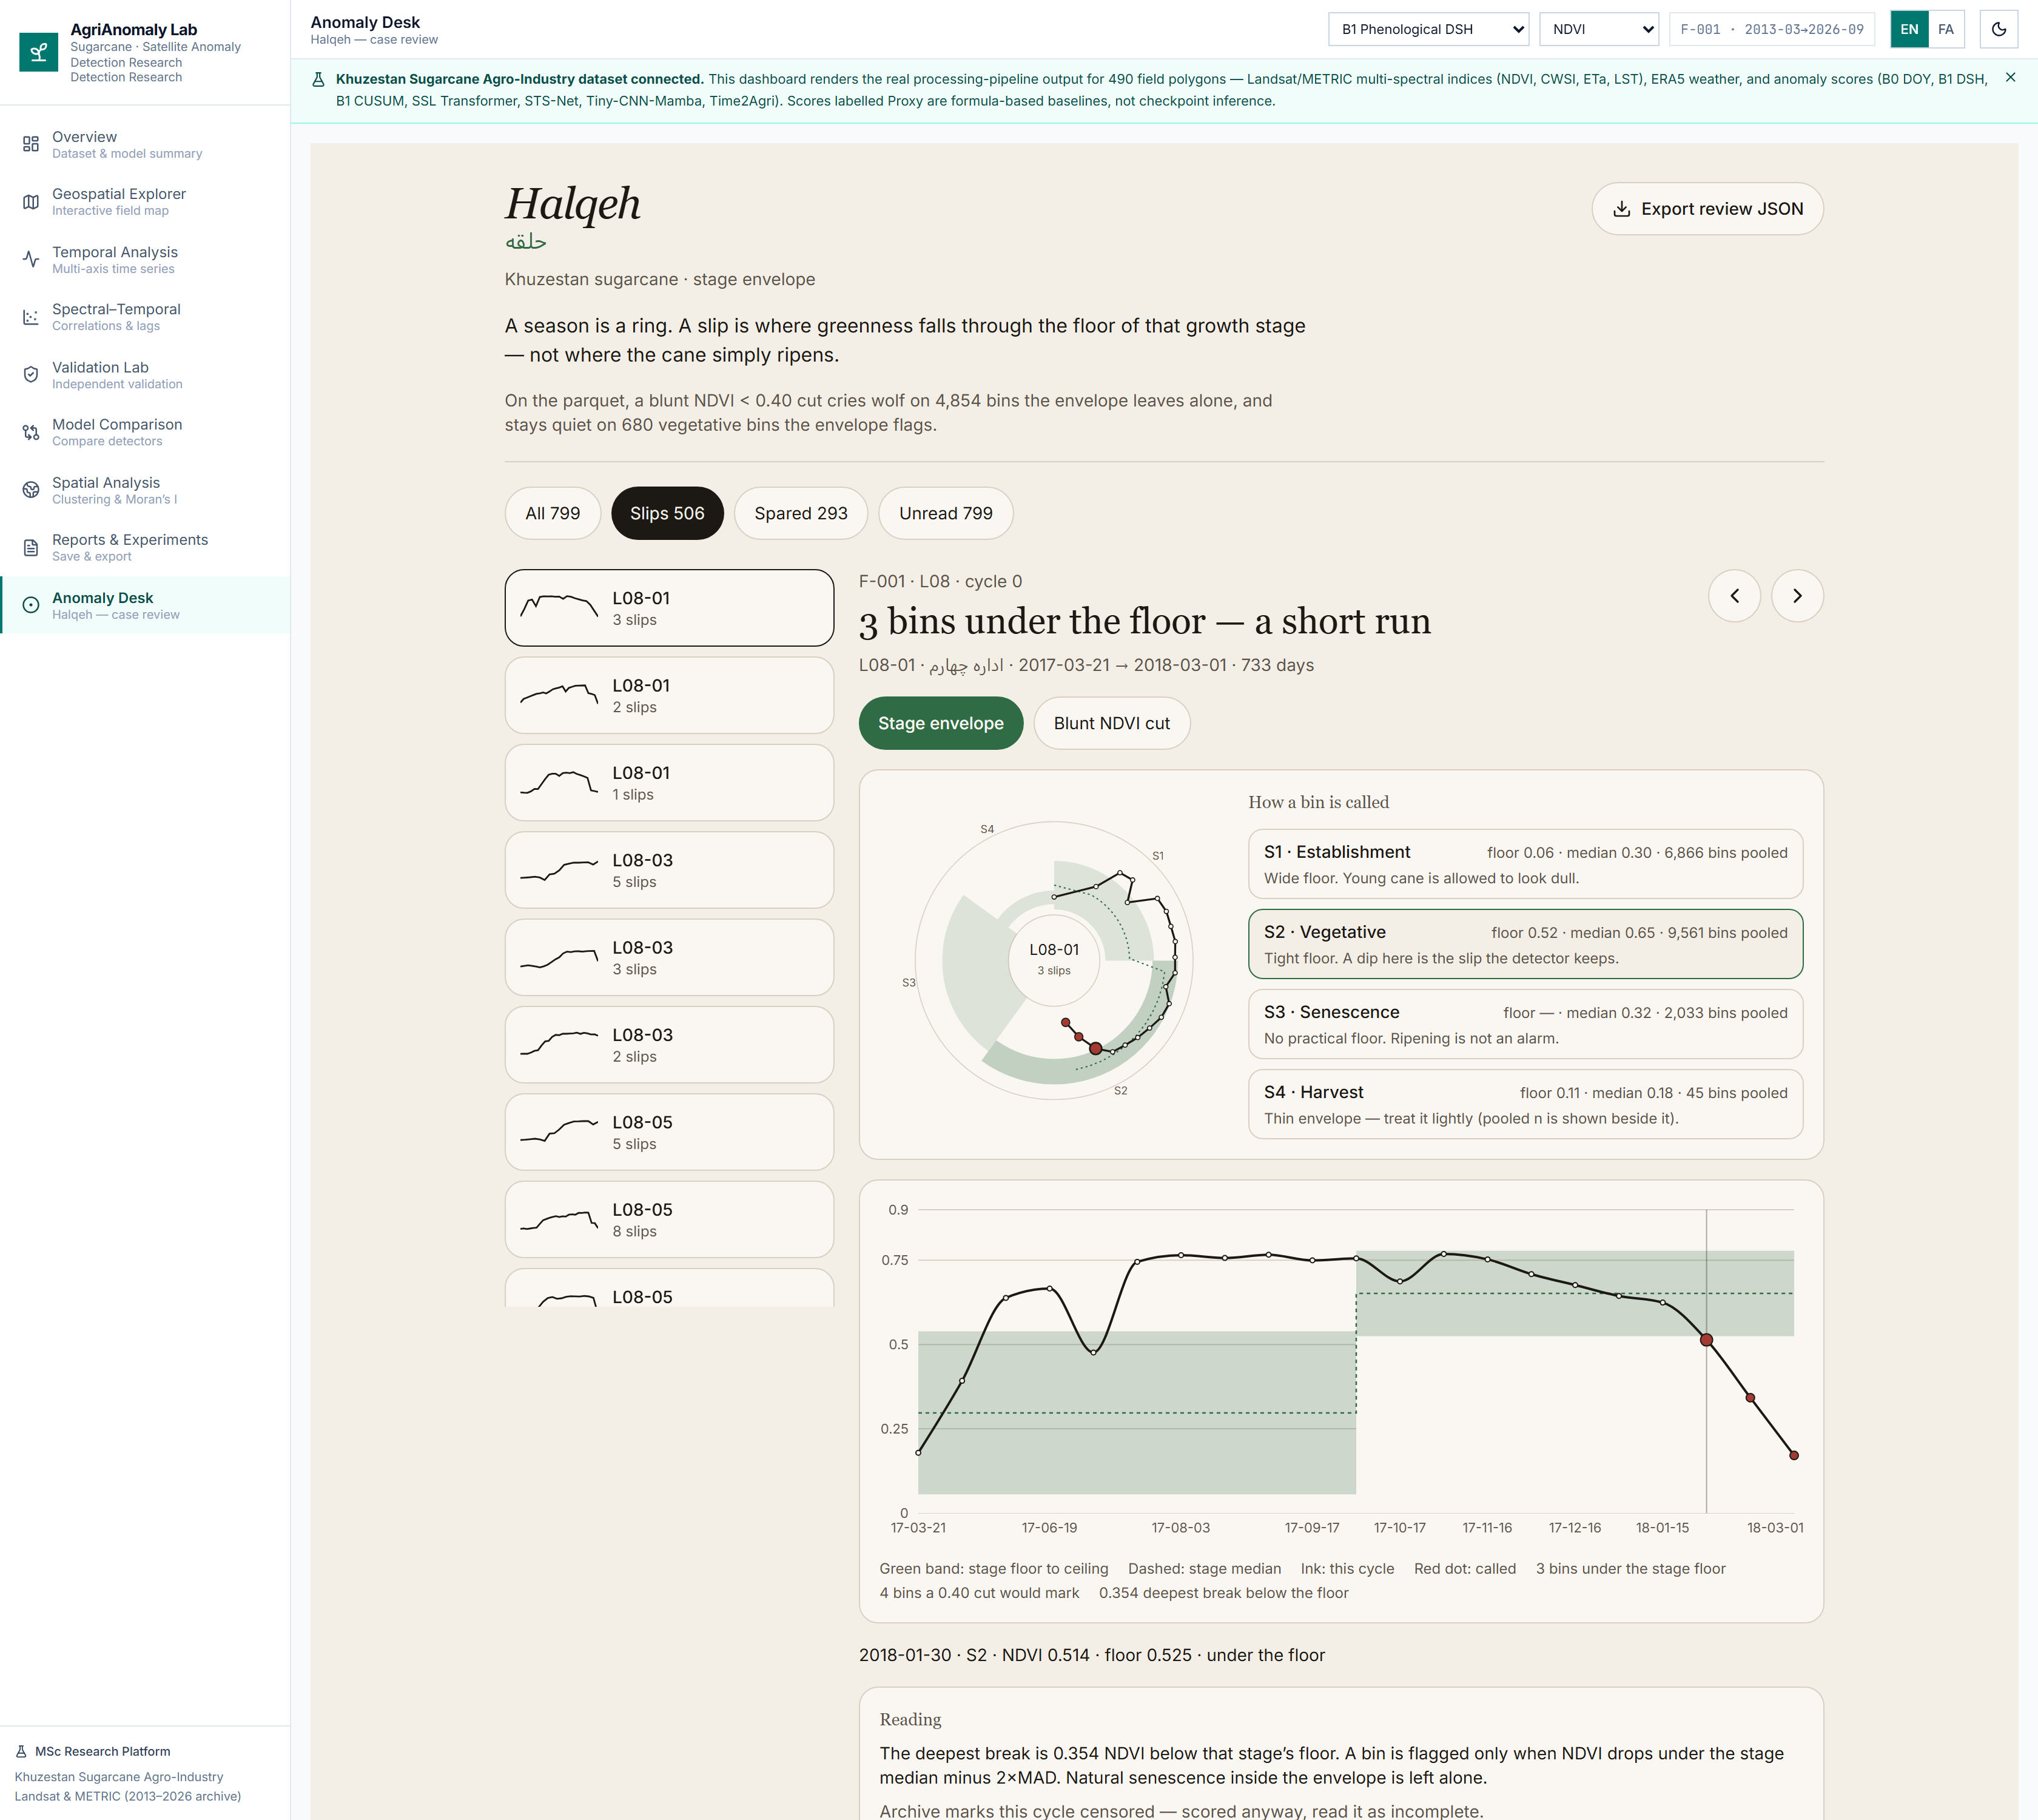 AgriAnomaly Lab
Sugarcane · Satellite Anomaly
Detection Research
Detection Research
Overview
Dataset & model summary
Geospatial Explorer
Interactive field map
Temporal Analysis
Multi-axis time series
Spectral–Temporal
Correlations & lags
Validation Lab
Independent validation
Model Comparison
Compare detectors
Spatial Analysis
Clustering & Moran's I
Reports & Experiments
Save & export
Anomaly Desk
Halqeh — case review
MSc Research Platform
Khuzestan Sugarcane Agro-Industry
Landsat & METRIC (2013–2026 archive)
Anomaly Desk
Halqeh — case review
B1 Phenological DSH
NDVI
F-001 · 2013-03→2026-09
EN
FA
Khuzestan Sugarcane Agro-Industry dataset connected. This dashboard renders the real processing-pipeline output for 490 field polygons — Landsat/METRIC multi-spectral indices (NDVI, CWSI, ETa, LST), ERA5 weather, and anomaly scores (B0 DOY, B1 DSH,
B1 CUSUM, SSL Transformer, STS-Net, Tiny-CNN-Mamba, Time2Agri). Scores labelled Proxy are formula-based baselines, not checkpoint inference.
Halqeh
حلقه
Export review JSON
Khuzestan sugarcane · stage envelope
A season is a ring. A slip is where greenness falls through the floor of that growth stage
— not where the cane simply ripens.
On the parquet, a blunt NDVI < 0.40 cut cries wolf on 4,854 bins the envelope leaves alone, and
stays quiet on 680 vegetative bins the envelope flags.
All 799
Slips 506
Spared 293
Unread 799
L08-01
3 slips
L08-01
2 slips
L08-01
1 slips
L08-03
5 slips
L08-03
3 slips
L08-03
2 slips
L08-05
5 slips
L08-05
8 slips
L08-05
F-001 · L08 · cycle 0
3 bins under the floor — a short run
L08-01 · اداره چهارم · 2017-03-21 → 2018-03-01 · 733 days
Stage envelope
Blunt NDVI cut
S4
S1
L08-01
3 slips
S3
S2
How a bin is called
S1 · Establishment
floor 0.06 · median 0.30 · 6,866 bins pooled
Wide floor. Young cane is allowed to look dull.
S2 · Vegetative
floor 0.52 · median 0.65 · 9,561 bins pooled
Tight floor. A dip here is the slip the detector keeps.
S3 · Senescence
floor — · median 0.32 · 2,033 bins pooled
No practical floor. Ripening is not an alarm.
S4 · Harvest
floor 0.11 · median 0.18 · 45 bins pooled
Thin envelope — treat it lightly (pooled n is shown beside it).
0.9
0.75
0.5
0.25
0
17-03-21
17-06-19
17-08-03
17-09-17
17-10-17
17-11-16
17-12-16
18-01-15
18-03-01
Green band: stage floor to ceiling
Dashed: stage median
Ink: this cycle
Red dot: called
3 bins under the stage floor
4 bins a 0.40 cut would mark
0.354 deepest break below the floor
2018-01-30 · S2 · NDVI 0.514 · floor 0.525 · under the floor
Reading
The deepest break is 0.354 NDVI below that stage's floor. A bin is flagged only when NDVI drops under the stage
median minus 2×MAD. Natural senescence inside the envelope is left alone.
Archive marks this cycle censored — scored anyway, read it as incomplete.